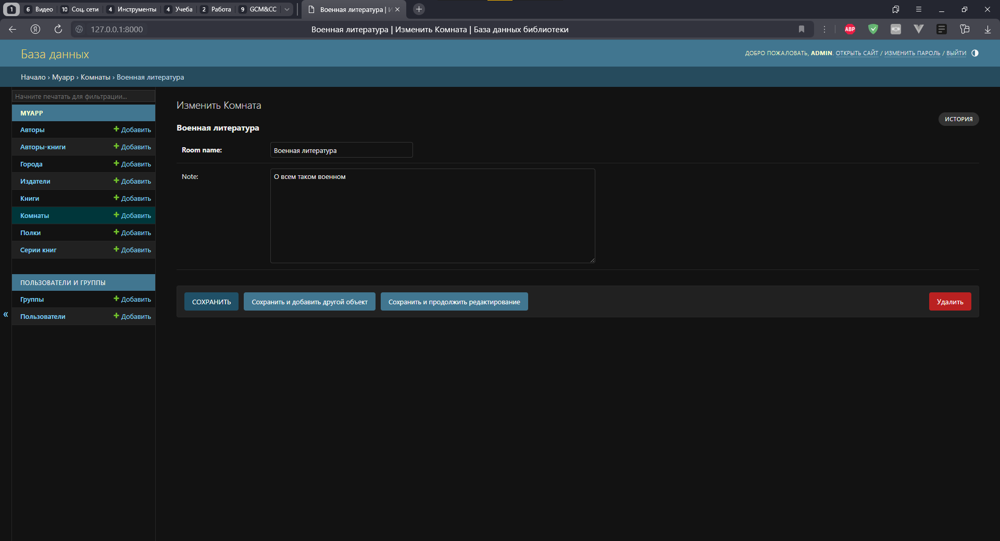 1 6 Видео 10 Соц. сети 4 Инструменты 4 Учеба 2 Работа 9 GCM&CC Военная литература |
Я 127.0.0.1:8000 Военная литература | Изменить Комната | База данных библиотеки ABP
База данных
ДОБРО ПОЖАЛОВАТЬ, ADMIN. ОТКРЫТЬ САЙТ / ИЗМЕНИТЬ ПАРОЛЬ / ВЫЙТИ
Начало › Myapp › Комнаты › Военная литература
Начните печатать для фильтрации...
MYAPP
Авторы + Добавить
Авторы-книги + Добавить
Города + Добавить
Издатели + Добавить
Книги + Добавить
Комнаты + Добавить
Полки + Добавить
Серии книг + Добавить
ПОЛЬЗОВАТЕЛИ И ГРУППЫ
Группы + Добавить
Пользователи + Добавить
«
Изменить Комната
ИСТОРИЯ
Военная литература
Room name: Военная литература
Note: О всем таком военном
СОХРАНИТЬ Сохранить и добавить другой объект Сохранить и продолжить редактирование Удалить